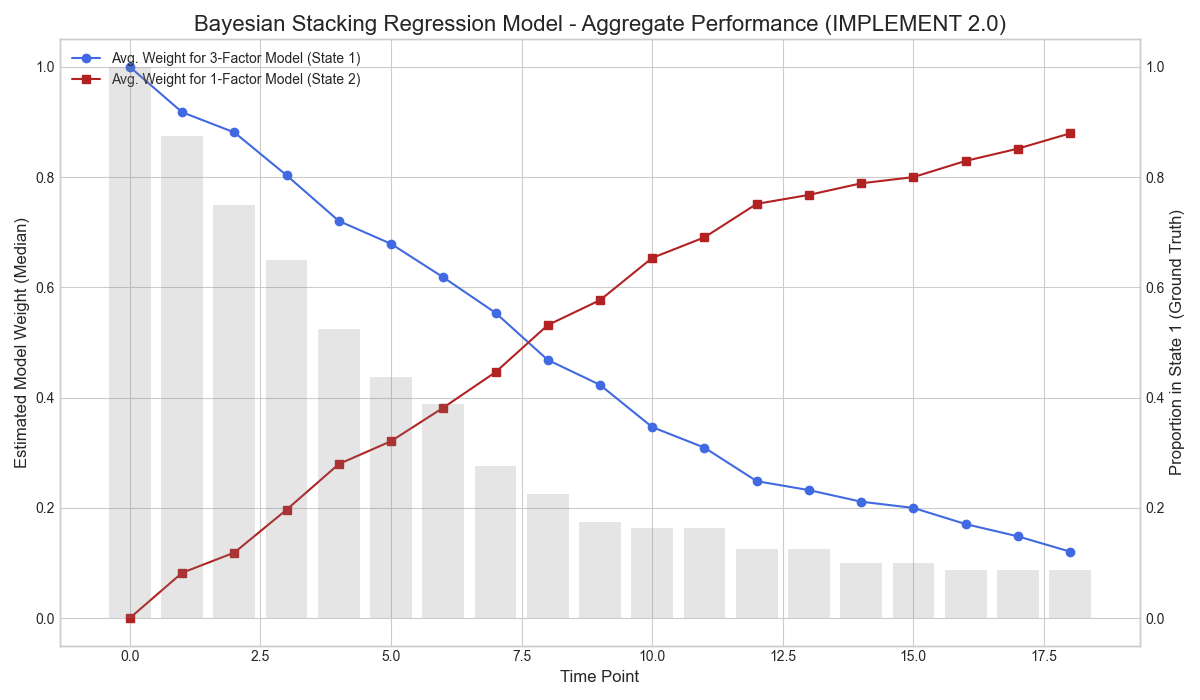 Bayesian Stacking Regression Model - Aggregate Performance (IMPLEMENT 2.0)
Avg. Weight for 3-Factor Model (State 1)
Avg. Weight for 1-Factor Model (State 2)
Estimated Model Weight (Median)
1.0
0.8
0.6
0.4
0.2
0.0
1.0
0.8
0.6
0.4
0.2
0.0
Proportion in State 1 (Ground Truth)
0.0 2.5 5.0 7.5 10.0 12.5 15.0 17.5
Time Point